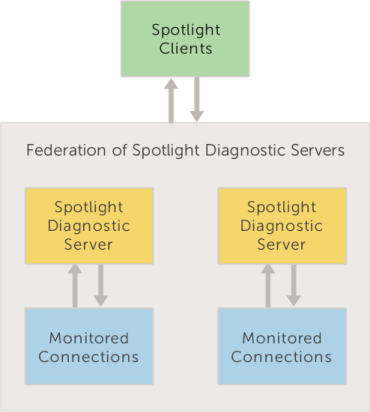 Spotlight
Clients
Federation of Spotlight Diagnostic Servers
Spotlight
Diagnostic
Server
Spotlight
Diagnostic
Server
Monitored
Connections
Monitored
Connections